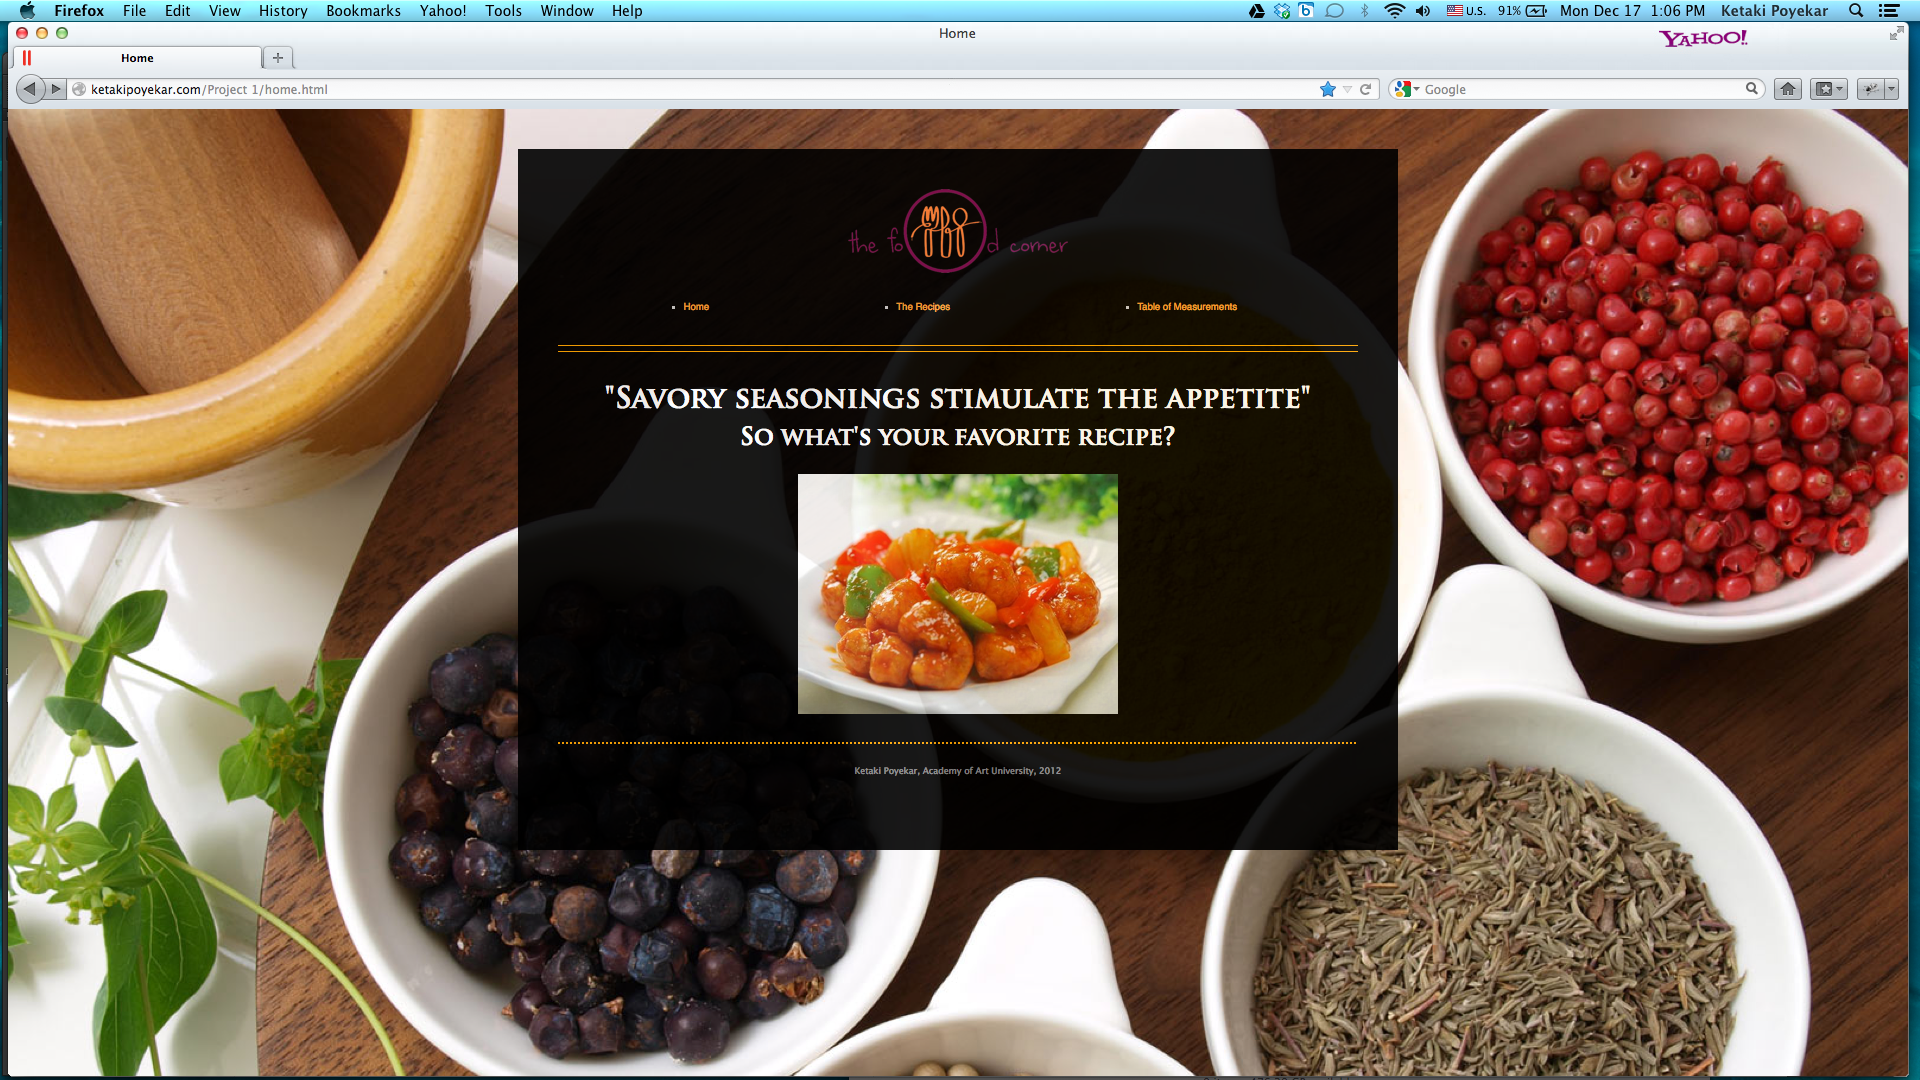 Firefox File Edit View History Bookmarks Yahoo! Tools Window Help U.S. 91% Mon Dec 17 1:06 PM Ketaki Poyekar
Home
YAHOO!
Home
ketakipoyekar.com/Project 1/home.html
Google
the food corner
Home
The Recipes
Table of Measurements
"Savory seasonings stimulate the appetite"
So what's your favorite recipe?
Ketaki Poyekar, Academy of Art University, 2012